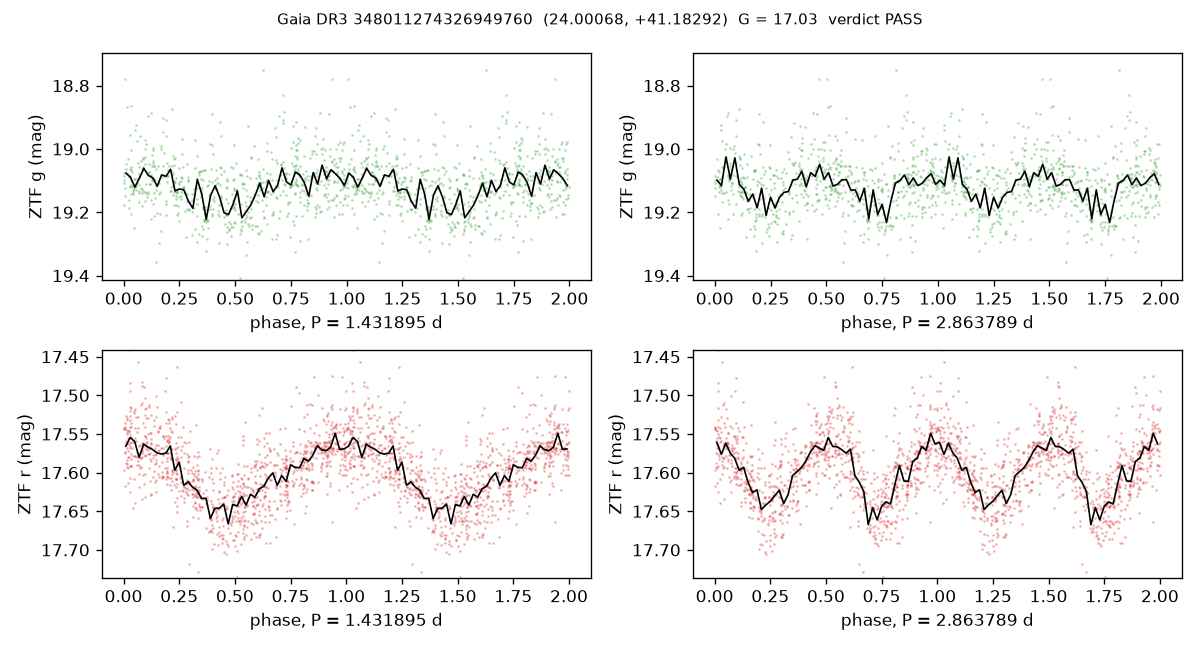 Gaia DR3 348011274326949760 (24.00068, +41.18292) G = 17.03 verdict PASS
ZTF g (mag)
18.8
19.0
19.2
19.4
0.00 0.25 0.50 0.75 1.00 1.25 1.50 1.75 2.00
phase, P = 1.431895 d
ZTF g (mag)
18.8
19.0
19.2
19.4
0.00 0.25 0.50 0.75 1.00 1.25 1.50 1.75 2.00
phase, P = 2.863789 d
ZTF r (mag)
17.45
17.50
17.55
17.60
17.65
17.70
0.00 0.25 0.50 0.75 1.00 1.25 1.50 1.75 2.00
phase, P = 1.431895 d
ZTF r (mag)
17.45
17.50
17.55
17.60
17.65
17.70
0.00 0.25 0.50 0.75 1.00 1.25 1.50 1.75 2.00
phase, P = 2.863789 d